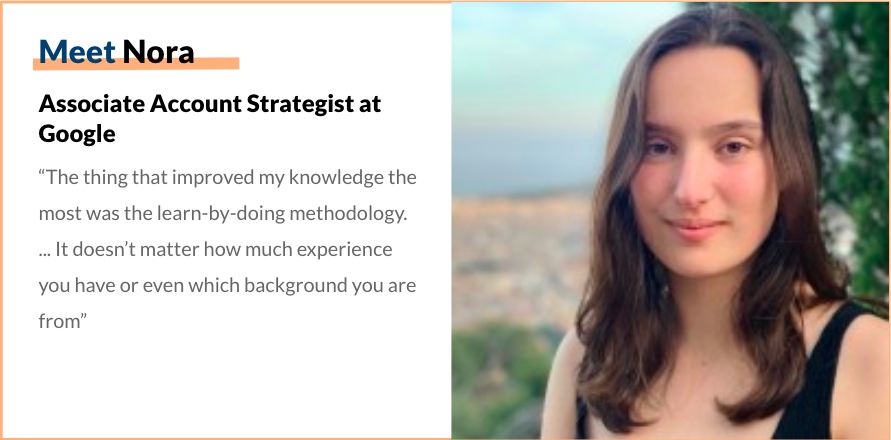 Meet Nora
Associate Account Strategist at
Google
“The thing that improved my knowledge the
most was the learn-by-doing methodology.
... It doesn’t matter how much experience
you have or even which background you are
from”